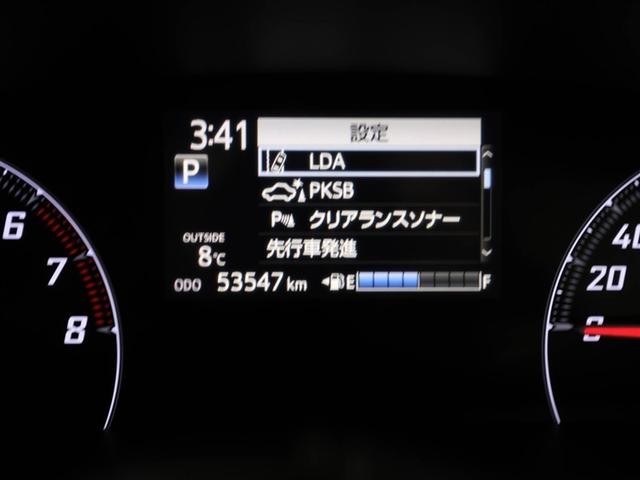 3:41
設定
LDA
P
PKSB
P クリアランスソナー
OUTSIDE
8℃
先行車発進
ODO 53547 km
E F
6
7
8
40
20
0